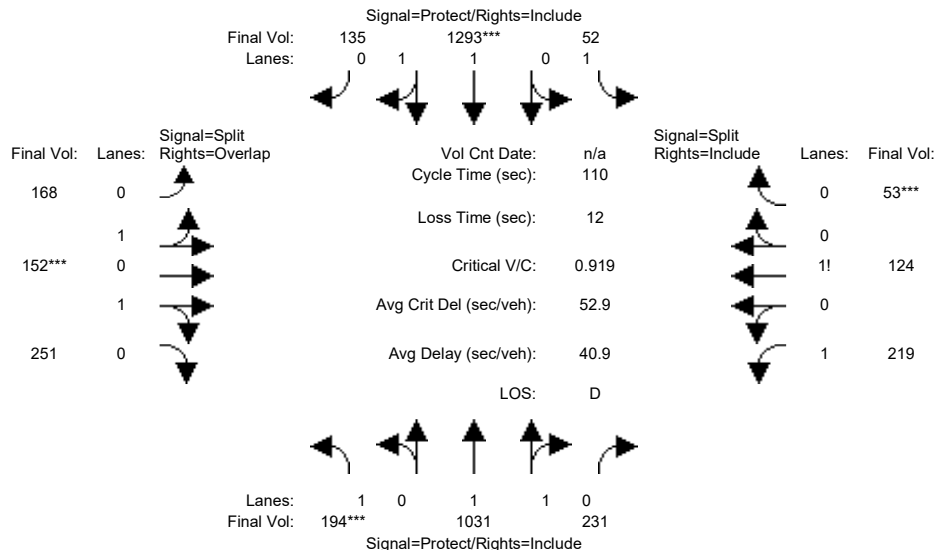 Signal=Protect/Rights=Include
Final Vol: 135 1293*** 52
Lanes: 0 1 1 0 1
Signal=Split Signal=Split
Final Vol: Lanes: Rights=Overlap Vol Cnt Date: n/a Rights=Include Lanes: Final Vol:
Cycle Time (sec): 110
168 0 0 53***
Loss Time (sec): 12
1 0
152*** 0 Critical V/C: 0.919 1! 124
1 Avg Crit Del (sec/veh): 52.9 0
251 0 Avg Delay (sec/veh): 40.9 1 219
LOS: D
Lanes: 1 0 1 1 0
Final Vol: 194*** 1031 231
Signal=Protect/Rights=Include